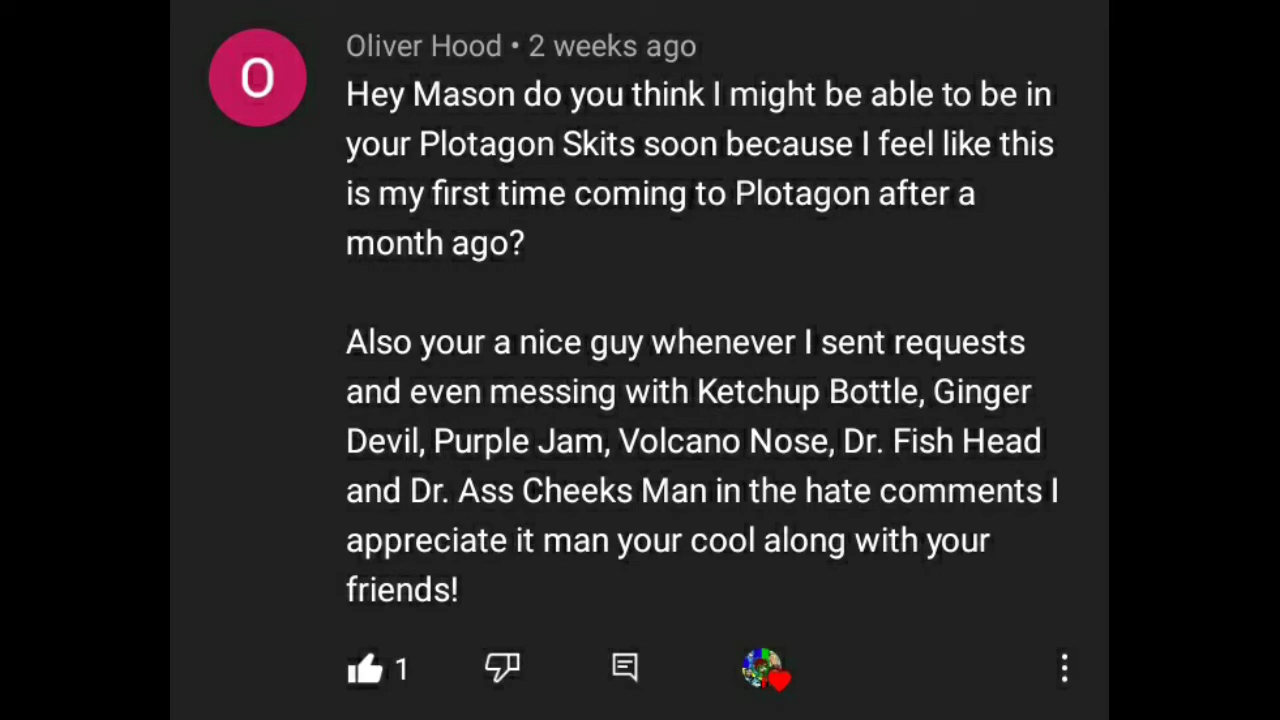 O
Oliver Hood • 2 weeks ago
Hey Mason do you think I might be able to be in
your Plotagon Skits soon because I feel like this
is my first time coming to Plotagon after a
month ago?
Also your a nice guy whenever I sent requests
and even messing with Ketchup Bottle, Ginger
Devil, Purple Jam, Volcano Nose, Dr. Fish Head
and Dr. Ass Cheeks Man in the hate comments I
appreciate it man your cool along with your
friends!
1